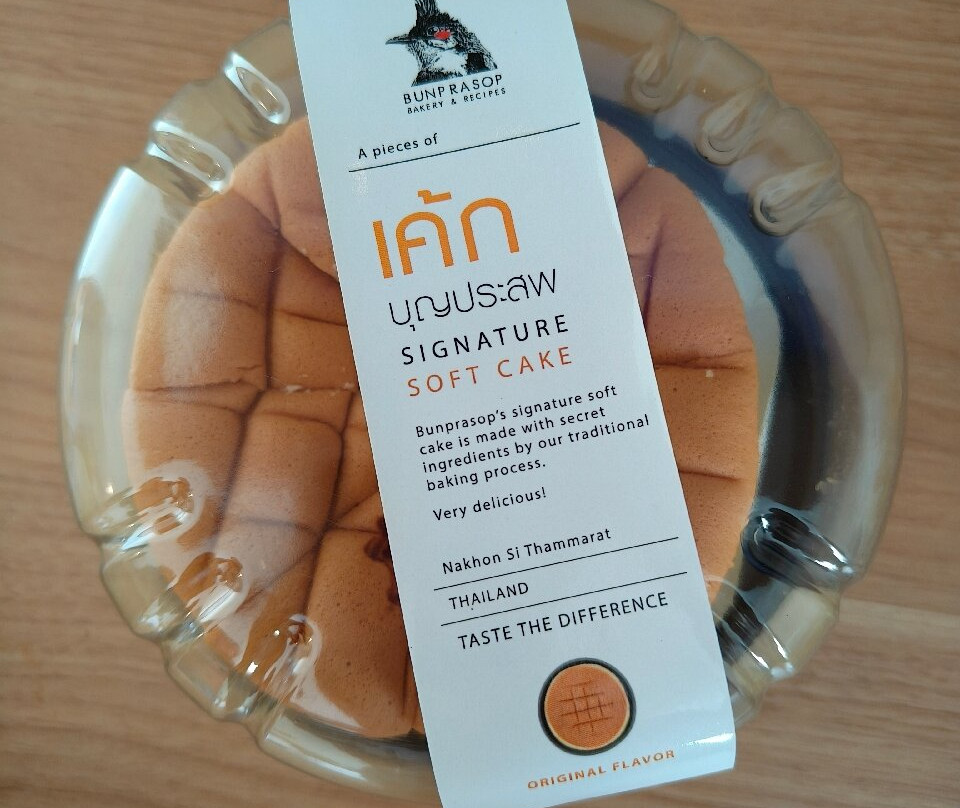 BUNPRASOP
BAKERY & RECIPES
A pieces of
เค้ก
บุญประสพ
SIGNATURE
SOFT CAKE
Bunprasop's signature soft
cake is made with secret
ingredients by our traditional
baking process.
Very delicious!
Nakhon Si Thammarat
THAILAND
TASTE THE DIFFERENCE
ORIGINAL FLAVOR